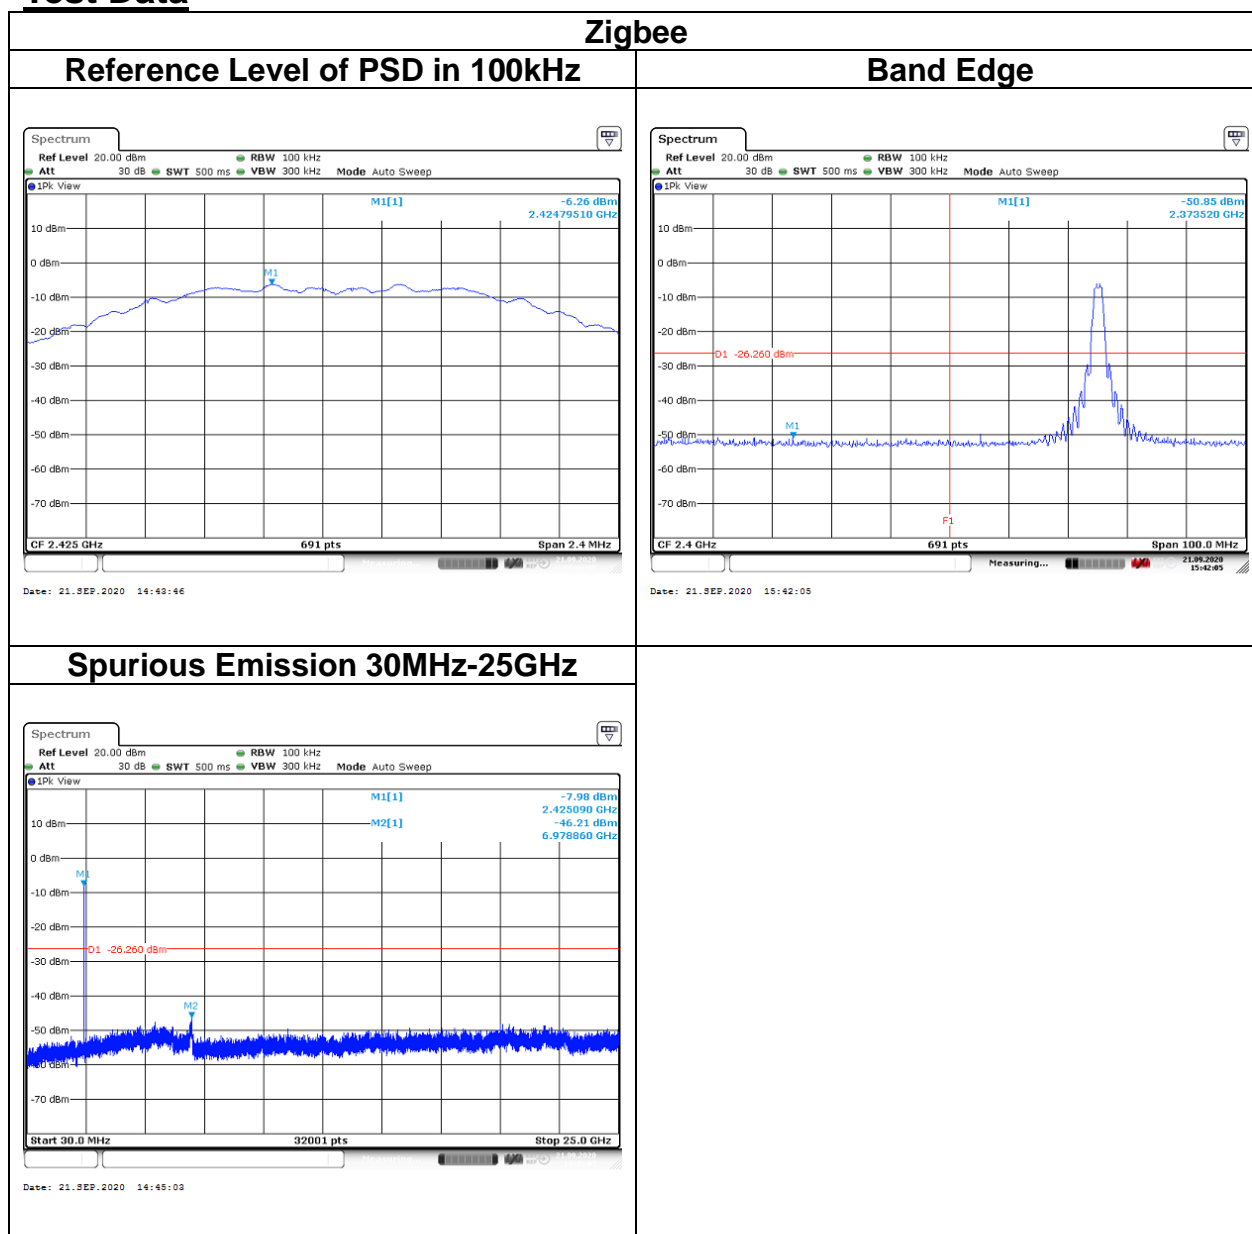 Test Data
Zigbee
Reference Level of PSD in 100kHz
Band Edge
Spectrum
Ref Level 20.00 dBm RBW 100 kHz
Att 30 dB SWT 500 ms VBW 300 kHz Mode Auto Sweep
1Pk View
M1[1] -6.26 dBm
2.42479510 GHz
10 dBm
0 dBm
M1
-10 dBm
-20 dBm
-30 dBm
-40 dBm
-50 dBm
-60 dBm
-70 dBm
CF 2.425 GHz 691 pts Span 2.4 MHz
Date: 21.SEP.2020 14:43:46
Spectrum
Ref Level 20.00 dBm RBW 100 kHz
Att 30 dB SWT 500 ms VBW 300 kHz Mode Auto Sweep
1Pk View
M1[1] -50.85 dBm
2.373520 GHz
10 dBm
0 dBm
-10 dBm
-20 dBm
D1 -26.260 dBm
-30 dBm
-40 dBm
M1
-50 dBm
-60 dBm
-70 dBm
F1
CF 2.4 GHz 691 pts Span 100.0 MHz
Measuring... 21.09.2020
15:42:05
Date: 21.SEP.2020 15:42:05
Spurious Emission 30MHz-25GHz
Spectrum
Ref Level 20.00 dBm RBW 100 kHz
Att 30 dB SWT 500 ms VBW 300 kHz Mode Auto Sweep
1Pk View
M1[1] -7.98 dBm
2.425090 GHz
10 dBm M2[1] -46.21 dBm
6.978860 GHz
0 dBm
M1
-10 dBm
-20 dBm
D1 -26.260 dBm
-30 dBm
-40 dBm
M2
-50 dBm
-60 dBm
-70 dBm
Start 30.0 MHz 32001 pts Stop 25.0 GHz
Date: 21.SEP.2020 14:45:03